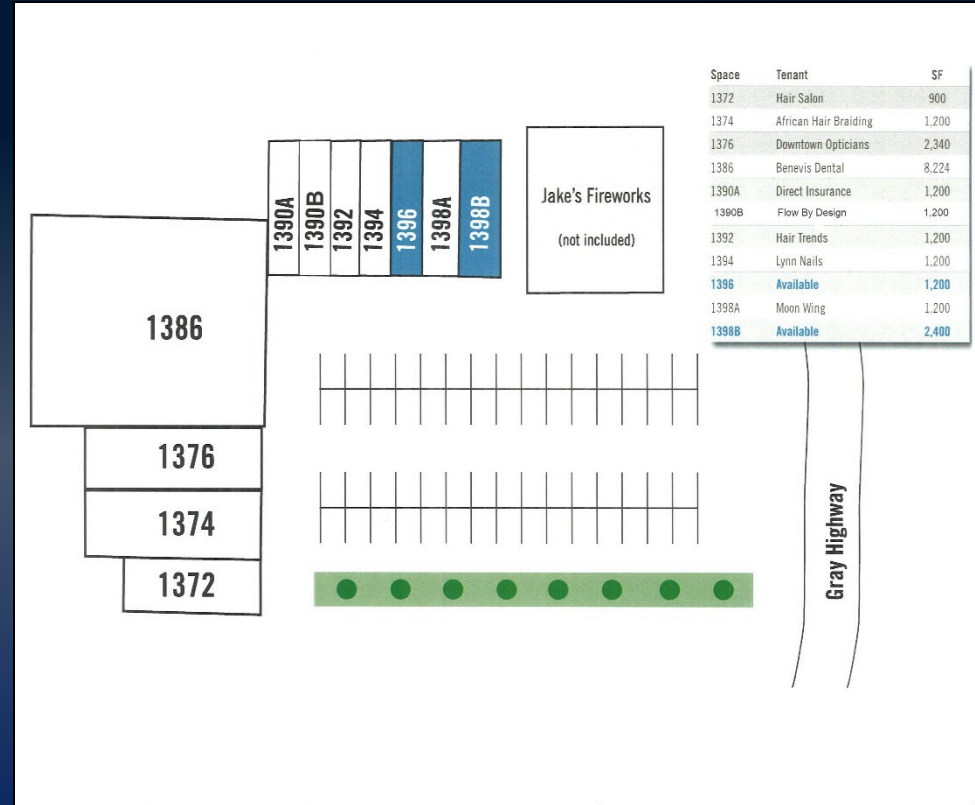 Space Tenant SF
1372 Hair Salon 900
1374 African Hair Braiding 1,200
1376 Downtown Opticians 2,340
1386 Benevis Dental 8,224
1390A Direct Insurance 1,200
1390B Flow By Design 1,200
1392 Hair Trends 1,200
1394 Lynn Nails 1,200
1396 Available 1,200
1398A Moon Wing 1.200
1398B Available 2,400
1390A
1390B
1392
1394
1396
1398A
1398B
Jake's Fireworks
(not included)
1386
1376
1374
1372
Gray Highway